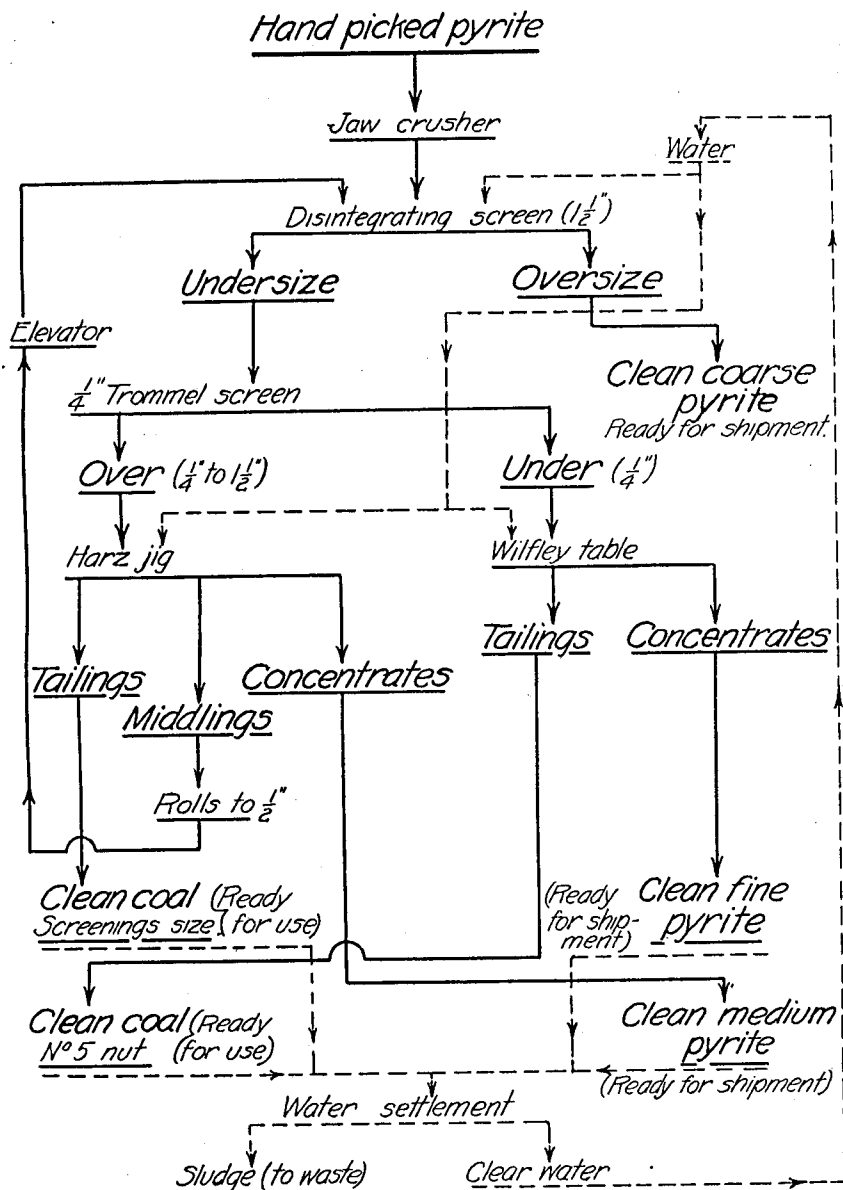 Hand picked pyrite
Jaw crusher
Water
Disintegrating screen (1 1/2")
Undersize
Oversize
Elevator
Clean coarse
pyrite
Ready for shipment.
1/4" Trommel screen
Over (1/4" to 1 1/2")
Under (1/4")
Harz jig
Wilfley table
Tailings
Concentrates
Tailings
Concentrates
Middlings
Rolls to 1/2"
Clean coal (Ready
Screenings size (for use)
(Ready
for ship-
ment)
Clean fine
pyrite
Clean coal (Ready
Nº 5 nut (for use)
Clean medium
pyrite
(Ready for shipment)
Water settlement
Sludge (to waste)
Clear water